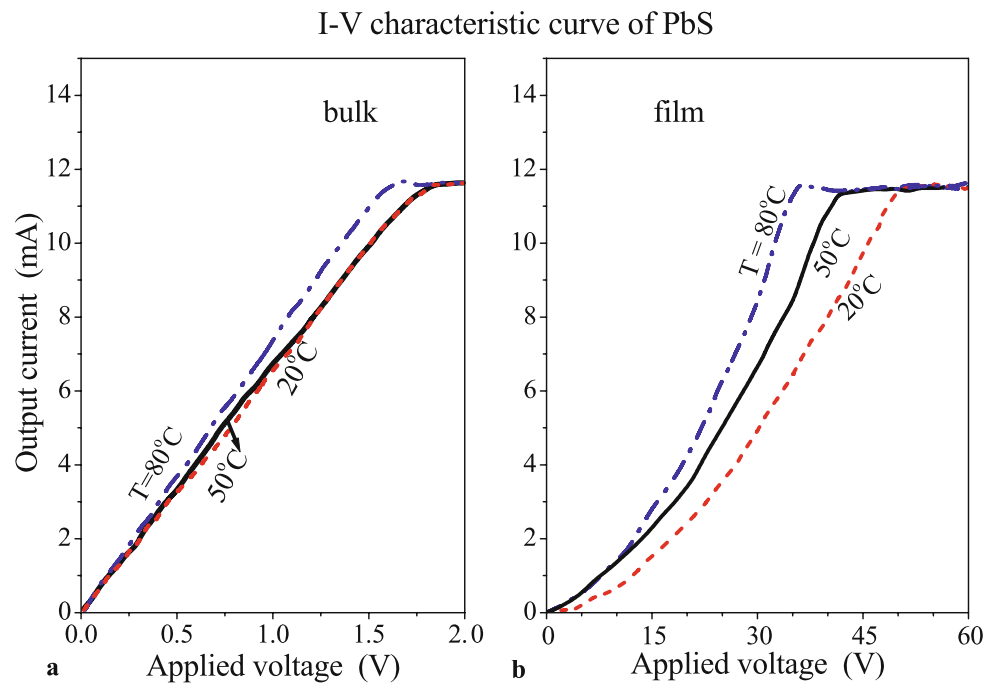 I-V characteristic curve of PbS
Output current (mA)
14
12
10
8
6
4
2
0
bulk
T=80°C
50°C
20°C
0.0 0.5 1.0 1.5 2.0
a Applied voltage (V)
14
12
10
8
6
4
2
0
film
T = 80°C
50°C
20°C
0 15 30 45 60
b Applied voltage (V)